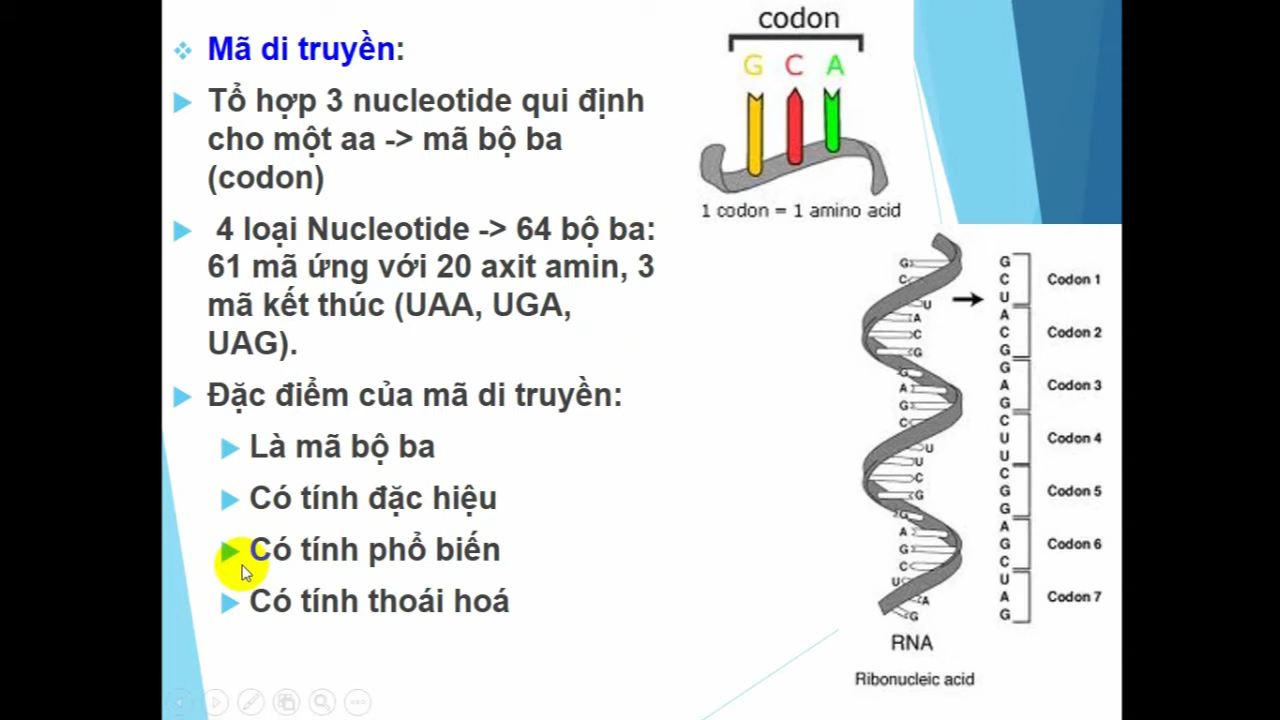 Mã di truyền:
Tổ hợp 3 nucleotide qui định
cho một aa -> mã bộ ba
(codon)
4 loại Nucleotide -> 64 bộ ba:
61 mã ứng với 20 axit amin, 3
mã kết thúc (UAA, UGA,
UAG).
Đặc điểm của mã di truyền:
Là mã bộ ba
Có tính đặc hiệu
Có tính phổ biến
Có tính thoái hoá
codon
G C A
1 codon = 1 amino acid
G
C
U
A
C
G
G
A
G
C
U
U
C
G
G
A
G
C
U
A
G
RNA
Ribonucleic acid
G
C
U
Codon 1
A
C
G
Codon 2
G
A
G
Codon 3
C
U
U
Codon 4
C
G
G
Codon 5
A
G
C
Codon 6
U
A
G
Codon 7